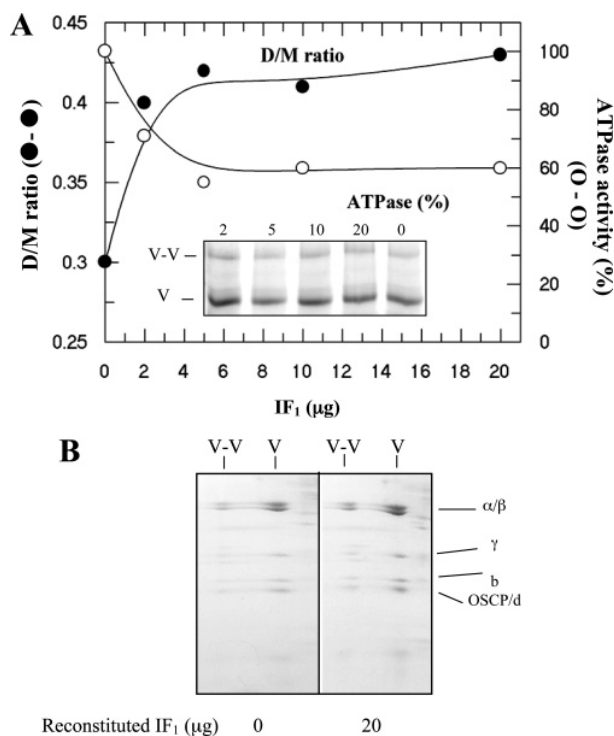 A
0.45
0.4
0.35
0.3
0.25
D/M ratio (●-●)
D/M ratio
100
80
60
40
20
0
ATPase activity (%)
(O - O)
ATPase (%)
2 5 10 20 0
V-V
V
0 2 4 6 8 10 12 14 16 18 20
IF₁ (µg)
B
V-V V V-V V
α/β
γ
b
OSCP/d
Reconstituted IF₁ (µg) 0 20